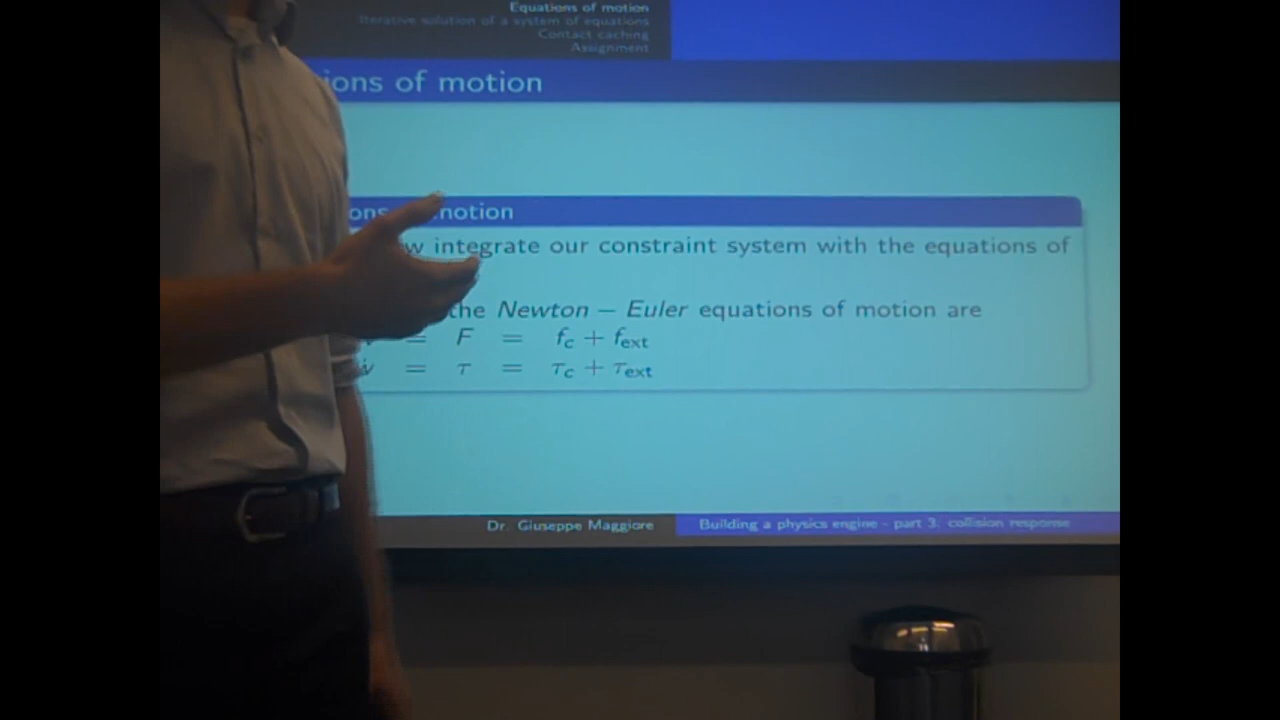 Equations of motion
Iterative solution of a system of equations
Contact caching
Assignment
ions of motion
ons motion
w integrate our constraint system with the equations of
the Newton – Euler equations of motion are
= F = fc + fext
= τ = τc + τext
Dr. Giuseppe Maggiore Building a physics engine - part 3: collision response